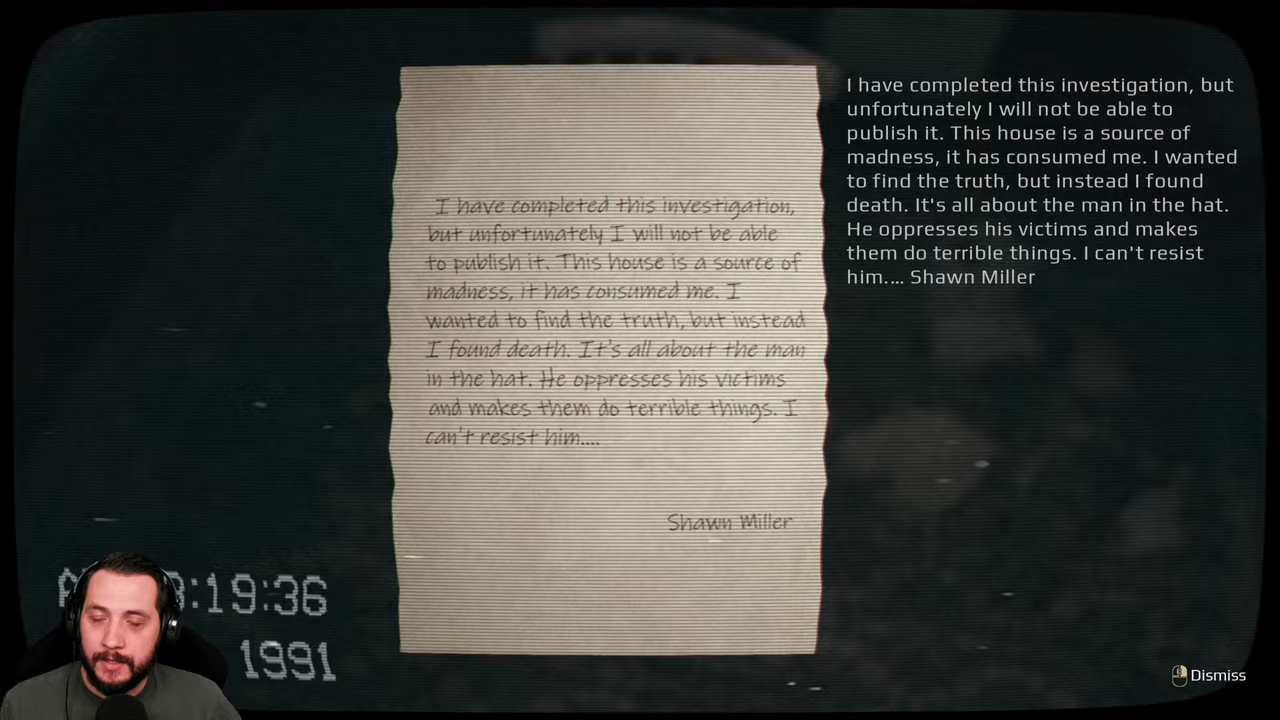 I have completed this investigation,
but unfortunately I will not be able
to publish it. This house is a source of
madness, it has consumed me. I
wanted to find the truth, but instead
I found death. It's all about the man
in the hat. He oppresses his victims
and makes them do terrible things. I
can't resist him....
Shawn Miller
I have completed this investigation, but
unfortunately I will not be able to
publish it. This house is a source of
madness, it has consumed me. I wanted
to find the truth, but instead I found
death. It's all about the man in the hat.
He oppresses his victims and makes
them do terrible things. I can't resist
him.... Shawn Miller
:19:36
1991
Dismiss